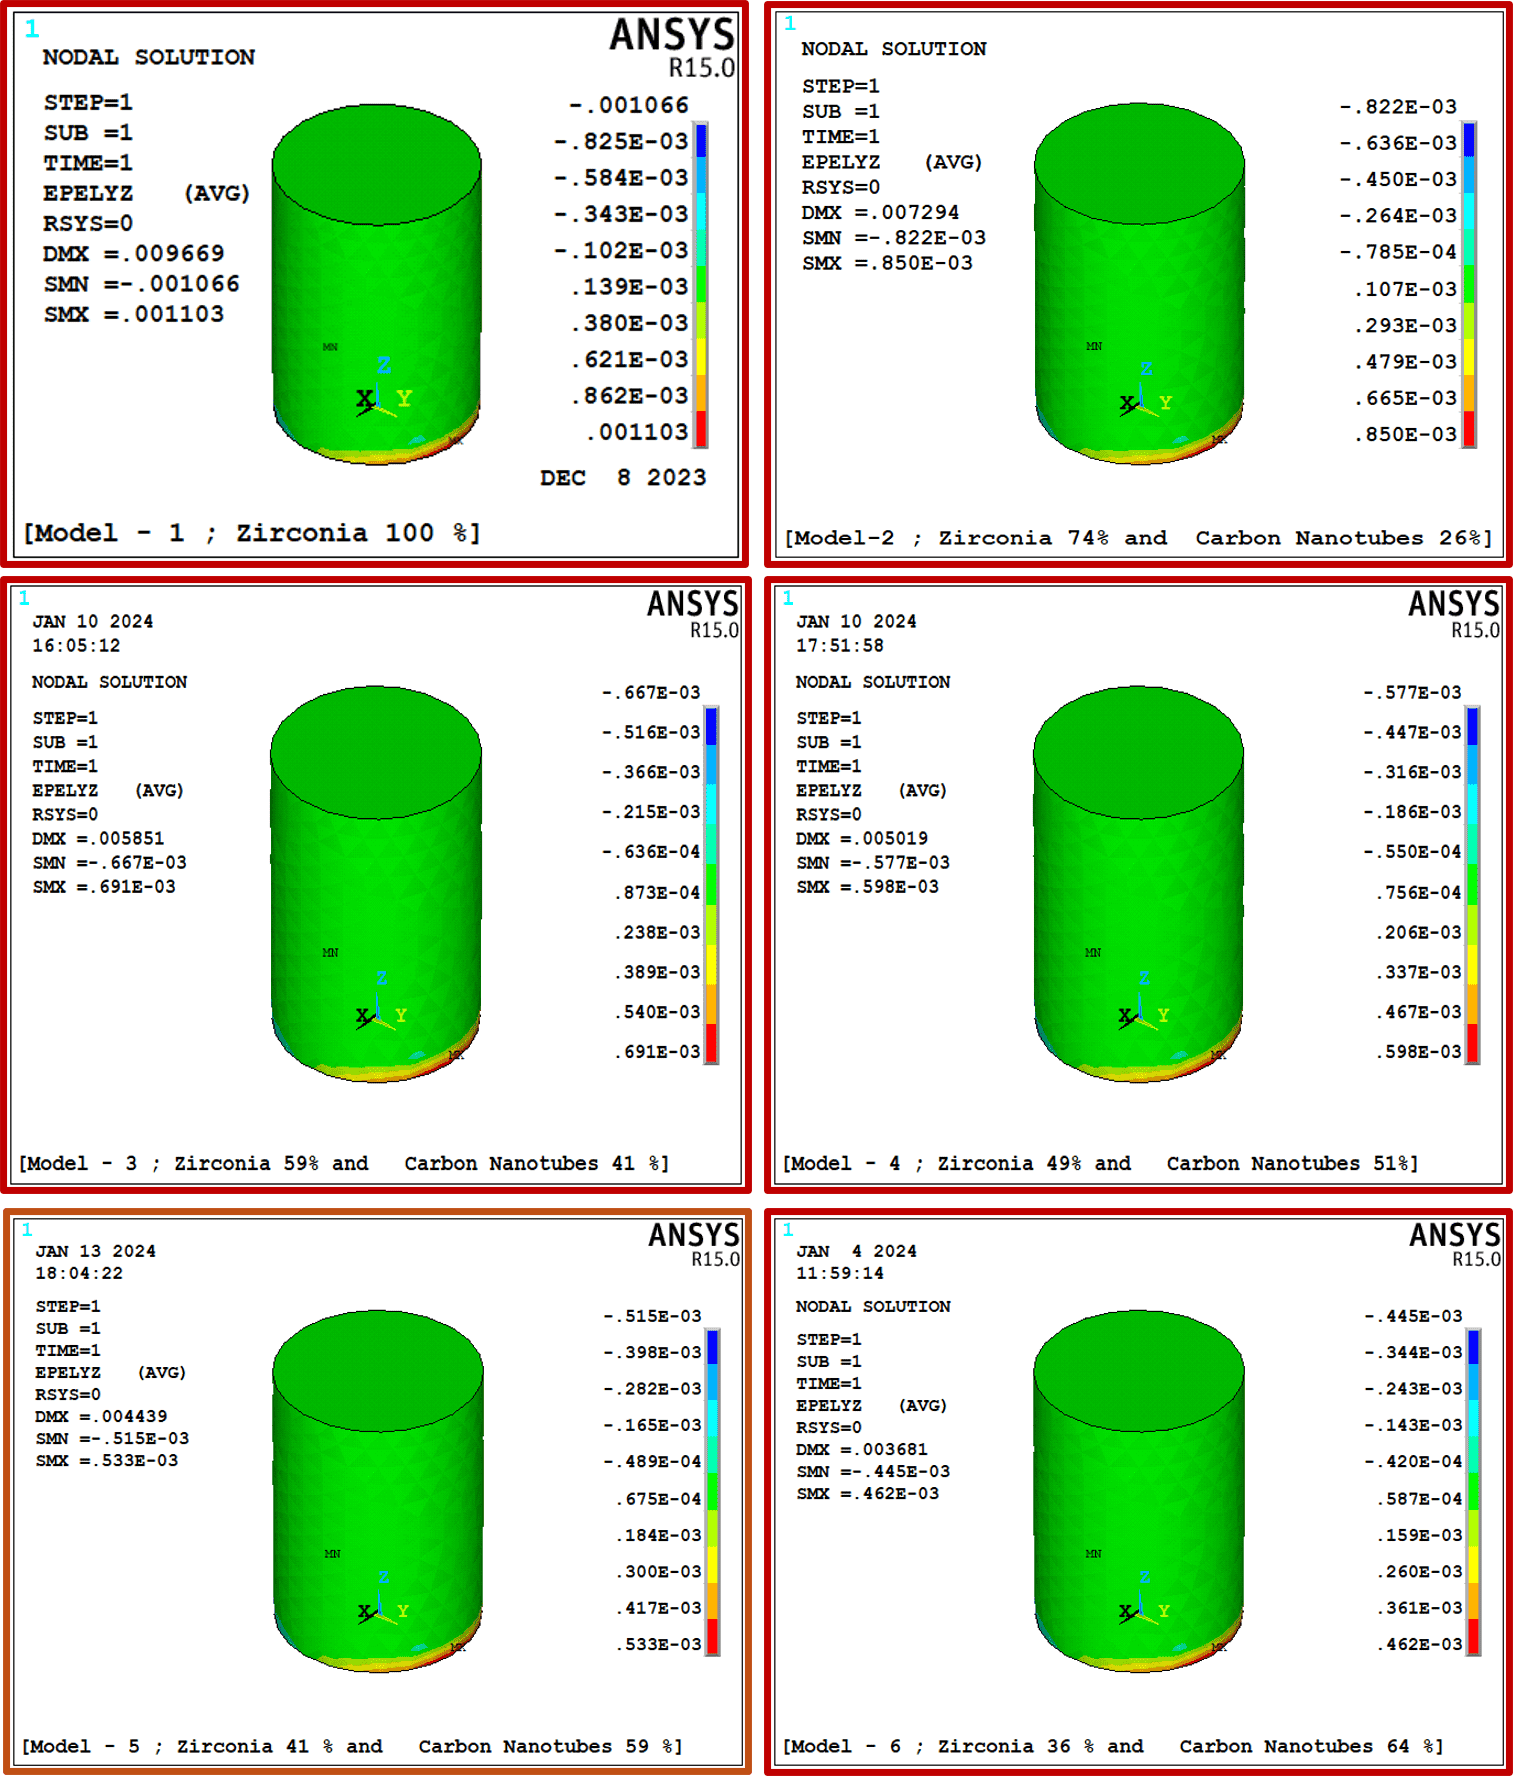 1
ANSYS
R15.0
NODAL SOLUTION
STEP=1
SUB =1
TIME=1
EPELYZ (AVG)
RSYS=0
DMX =.009669
SMN =-.001066
SMX =.001103
-.001066
-.825E-03
-.584E-03
-.343E-03
-.102E-03
.139E-03
.380E-03
.621E-03
.862E-03
.001103
MN
Z
X Y
MX
DEC 8 2023
[Model - 1 ; Zirconia 100 %]
1
NODAL SOLUTION
STEP=1
SUB =1
TIME=1
EPELYZ (AVG)
RSYS=0
DMX =.007294
SMN =-.822E-03
SMX =.850E-03
-.822E-03
-.636E-03
-.450E-03
-.264E-03
-.785E-04
.107E-03
.293E-03
.479E-03
.665E-03
.850E-03
MN
Z
X Y
MX
[Model-2 ; Zirconia 74% and Carbon Nanotubes 26%]
1
ANSYS
R15.0
JAN 10 2024
16:05:12
NODAL SOLUTION
STEP=1
SUB =1
TIME=1
EPELYZ (AVG)
RSYS=0
DMX =.005851
SMN =-.667E-03
SMX =.691E-03
-.667E-03
-.516E-03
-.366E-03
-.215E-03
-.636E-04
.873E-04
.238E-03
.389E-03
.540E-03
.691E-03
MN
Z
X Y
MX
[Model - 3 ; Zirconia 59% and Carbon Nanotubes 41 %]
1
ANSYS
R15.0
JAN 10 2024
17:51:58
NODAL SOLUTION
STEP=1
SUB =1
TIME=1
EPELYZ (AVG)
RSYS=0
DMX =.005019
SMN =-.577E-03
SMX =.598E-03
-.577E-03
-.447E-03
-.316E-03
-.186E-03
-.550E-04
.756E-04
.206E-03
.337E-03
.467E-03
.598E-03
MN
Z
X Y
MX
[Model - 4 ; Zirconia 49% and Carbon Nanotubes 51%]
1
ANSYS
R15.0
JAN 13 2024
18:04:22
STEP=1
SUB =1
TIME=1
EPELYZ (AVG)
RSYS=0
DMX =.004439
SMN =-.515E-03
SMX =.533E-03
-.515E-03
-.398E-03
-.282E-03
-.165E-03
-.489E-04
.675E-04
.184E-03
.300E-03
.417E-03
.533E-03
MN
Z
X Y
MX
[Model - 5 ; Zirconia 41 % and Carbon Nanotubes 59 %]
1
ANSYS
R15.0
JAN 4 2024
11:59:14
NODAL SOLUTION
STEP=1
SUB =1
TIME=1
EPELYZ (AVG)
RSYS=0
DMX =.003681
SMN =-.445E-03
SMX =.462E-03
-.445E-03
-.344E-03
-.243E-03
-.143E-03
-.420E-04
.587E-04
.159E-03
.260E-03
.361E-03
.462E-03
MN
Z
X Y
MX
[Model - 6 ; Zirconia 36 % and Carbon Nanotubes 64 %]